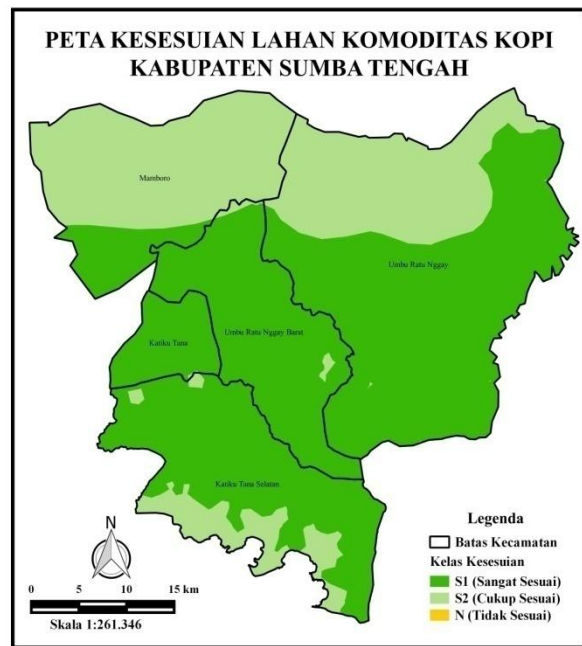 PETA KESESUIAN LAHAN KOMODITAS KOPI
KABUPATEN SUMBA TENGAH
Mamboro
Umbu Ratu Nggay
Umbu Ratu Nggay Barat
Katiku Tana
Katiku Tana Selatan
N
0 5 10 15 km
Skala 1:261.346
Legenda
Batas Kecamatan
Kelas Kesesuian
S1 (Sangat Sesuai)
S2 (Cukup Sesuai)
N (Tidak Sesuai)